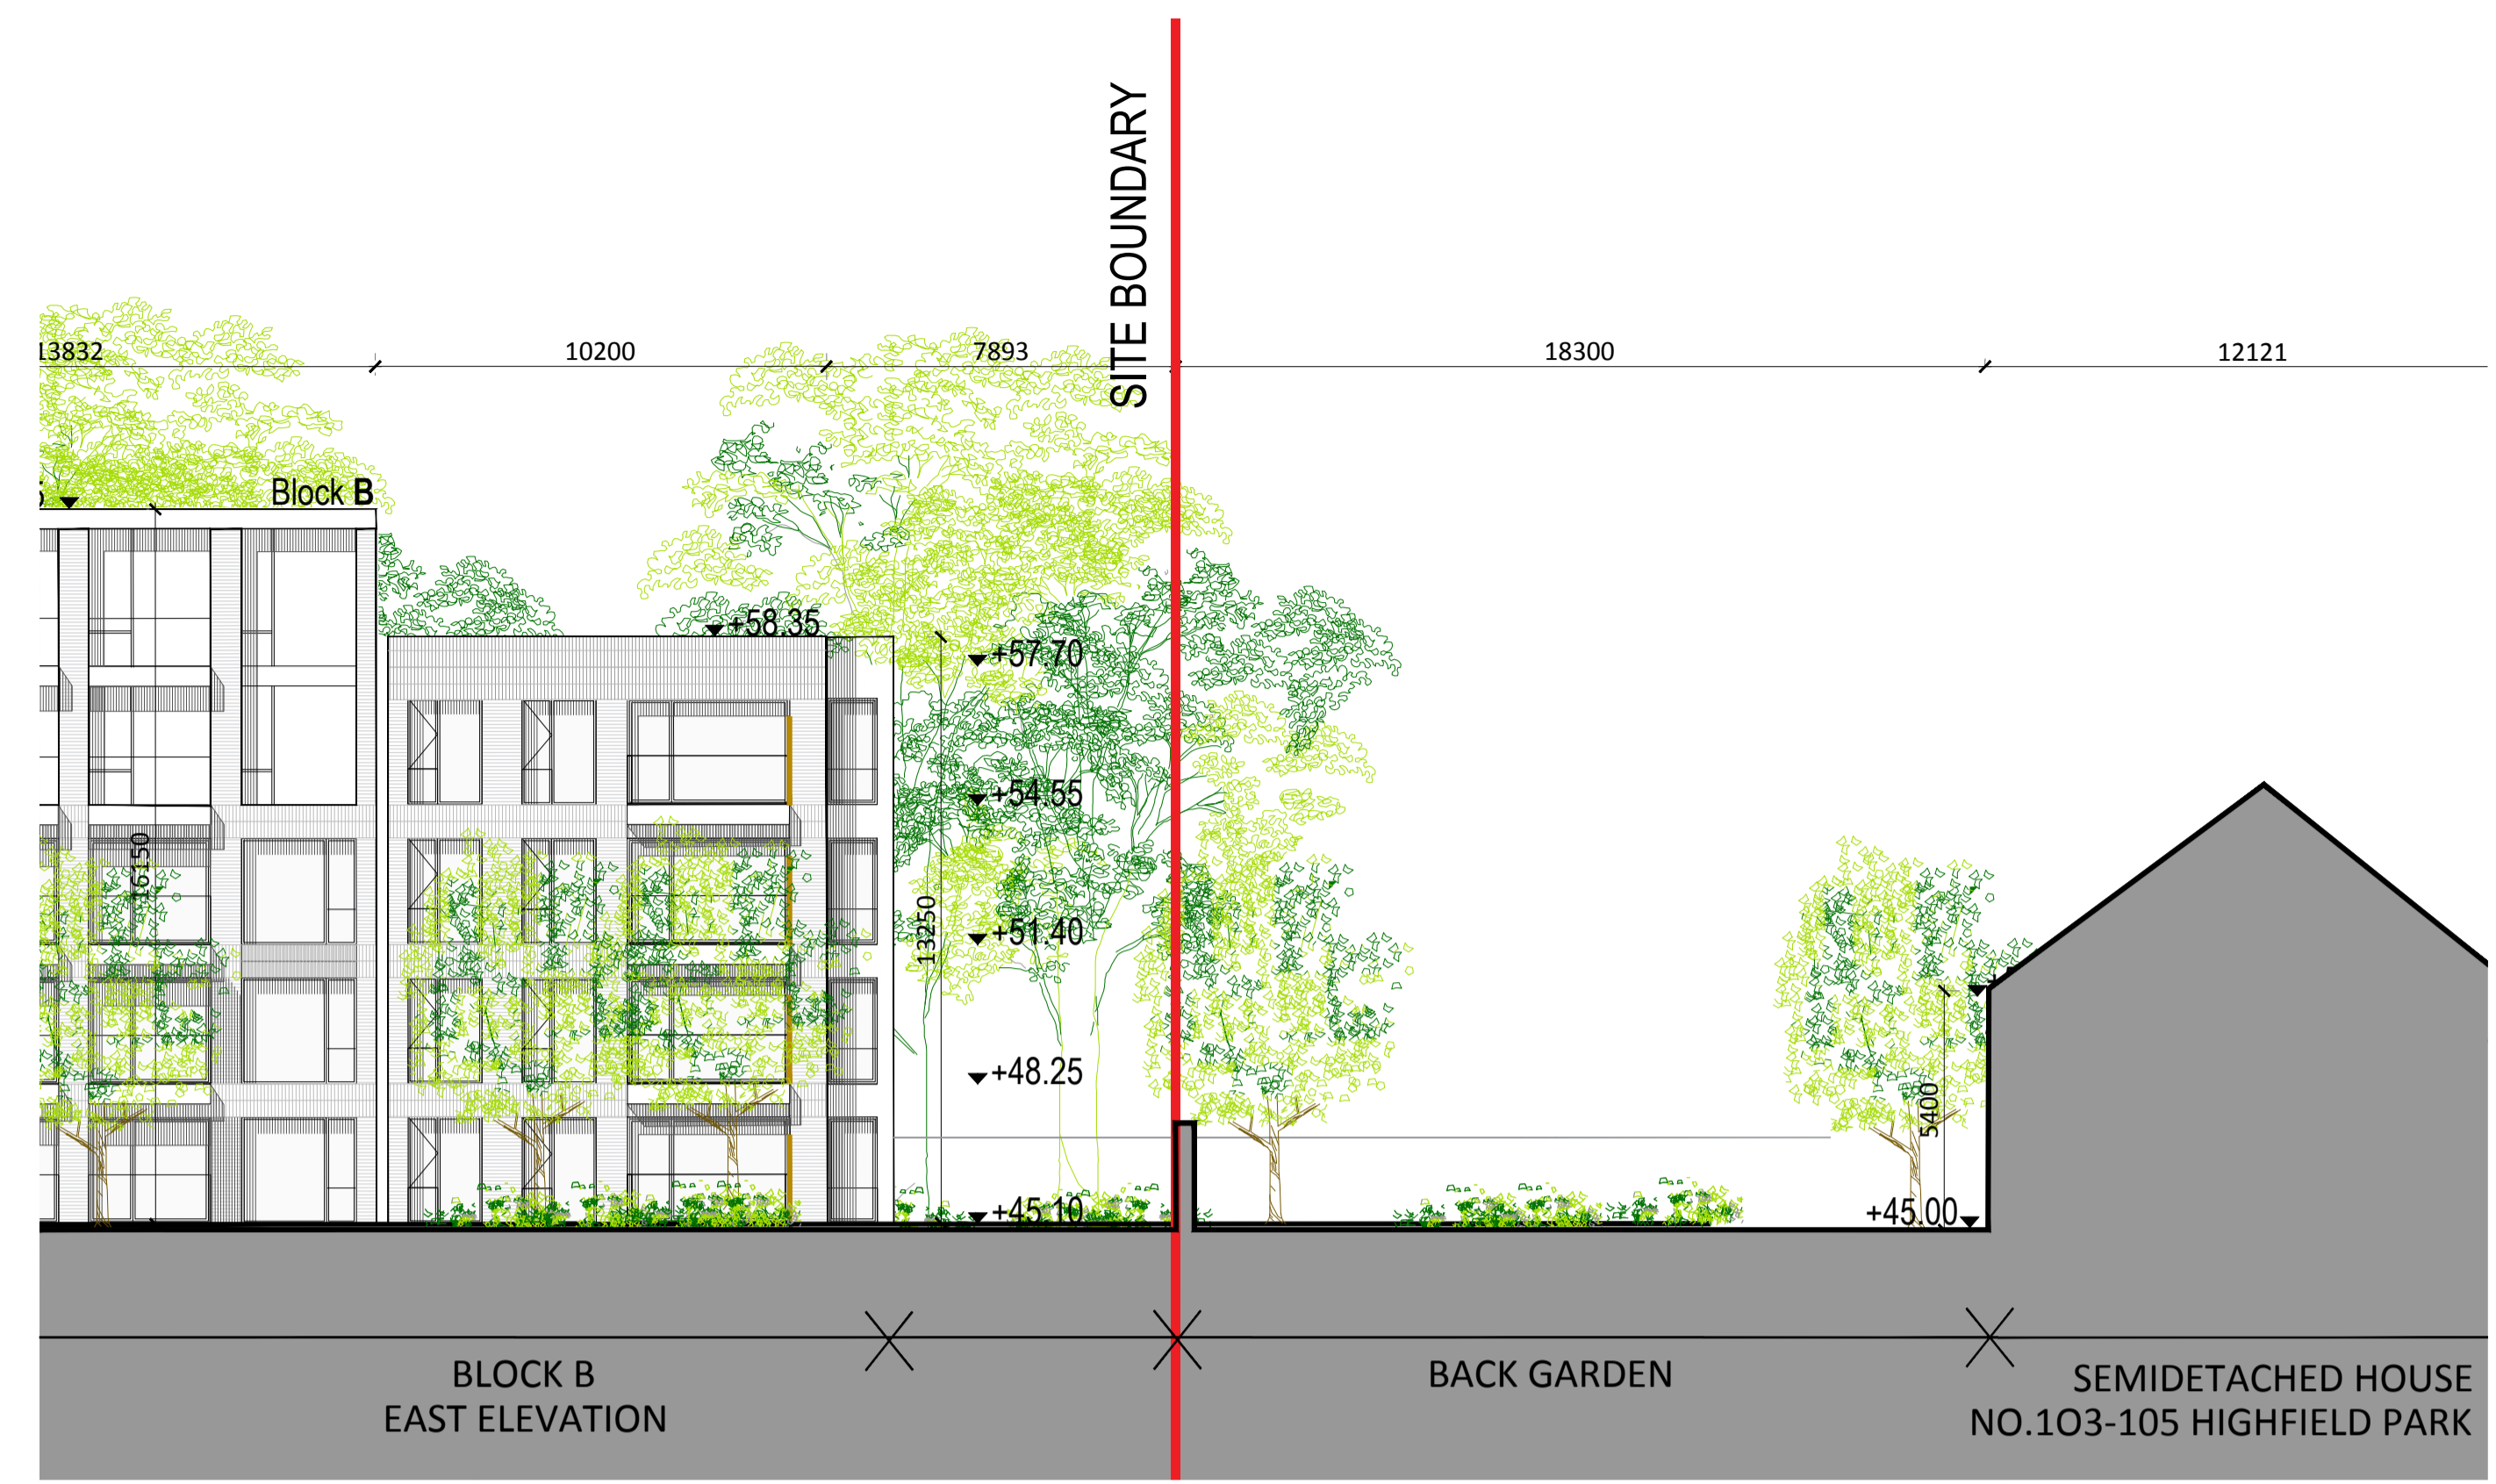 SITE BOUNDARY
13832
10200
7893
18300
12121
Block B
+58.35
+57.70
+54.55
16150
13250
+51.40
+48.25
5400
+45.10
+45.00
BLOCK B
EAST ELEVATION
BACK GARDEN
SEMIDETACHED HOUSE
NO.1O3-105 HIGHFIELD PARK